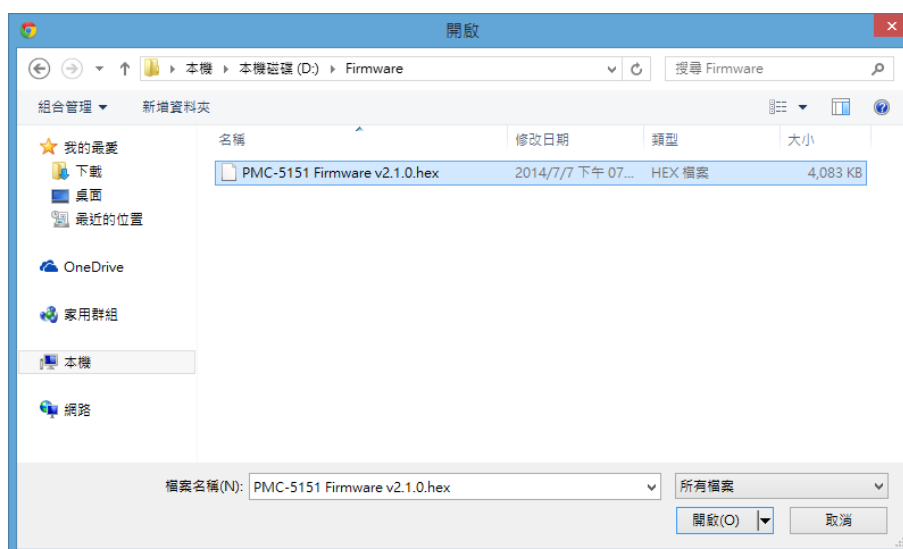 開啟
本機 本機磁碟 (D:) Firmware 搜尋 Firmware
組合管理 新增資料夾
名稱 修改日期 類型 大小
PMC-5151 Firmware v2.1.0.hex 2014/7/7 下午 07... HEX 檔案 4,083 KB
我的最愛
下載
桌面
最近的位置
OneDrive
家用群組
本機
網路
檔案名稱(N): PMC-5151 Firmware v2.1.0.hex 所有檔案
開啟(O) 取消